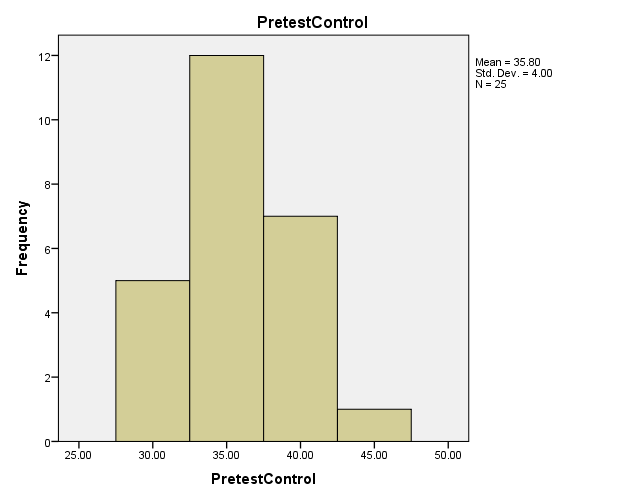 PretestControl
Mean = 35.80
Std. Dev. = 4.00
N = 25
Frequency
12
10
8
6
4
2
0
25.00 30.00 35.00 40.00 45.00 50.00
PretestControl